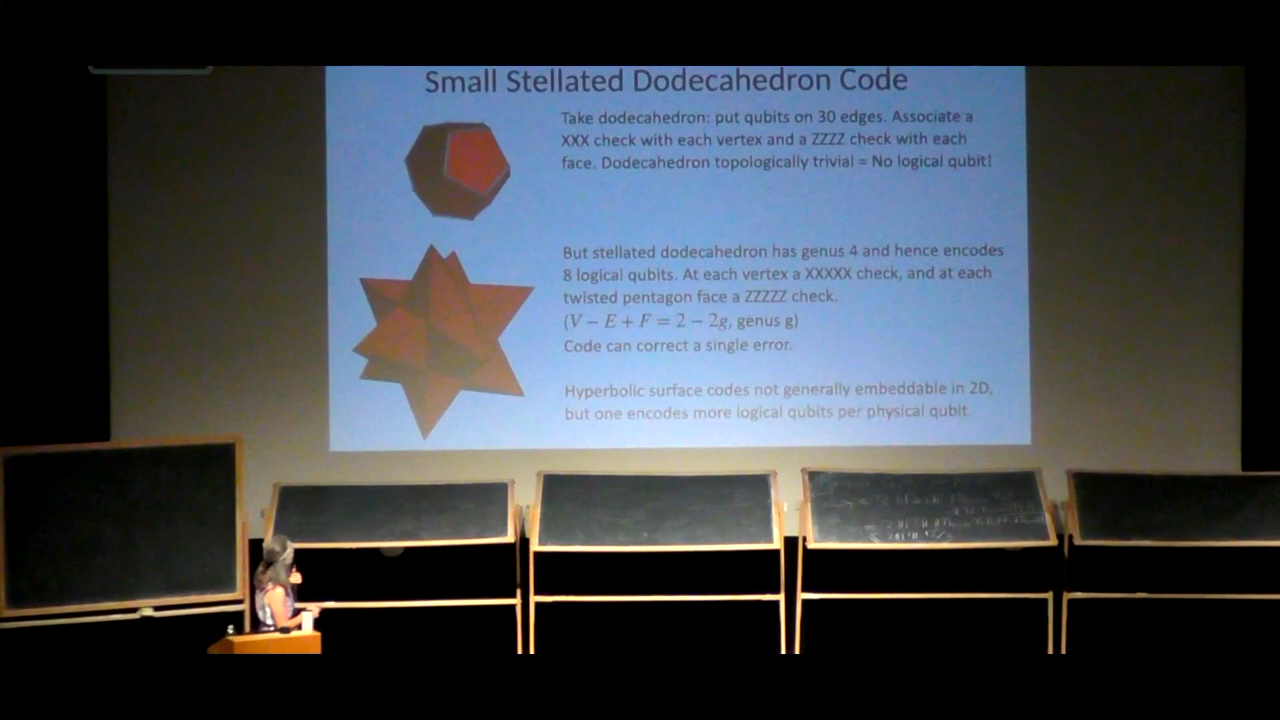 Small Stellated Dodecahedron Code
Take dodecahedron: put qubits on 30 edges. Associate a
XXX check with each vertex and a ZZZZ check with each
face. Dodecahedron topologically trivial = No logical qubit!
But stellated dodecahedron has genus 4 and hence encodes
8 logical qubits. At each vertex a XXXXX check, and at each
twisted pentagon face a ZZZZZ check.
(V − E + F = 2 − 2g, genus g)
Code can correct a single error.
Hyperbolic surface codes not generally embeddable in 2D,
but one encodes more logical qubits per physical qubit.